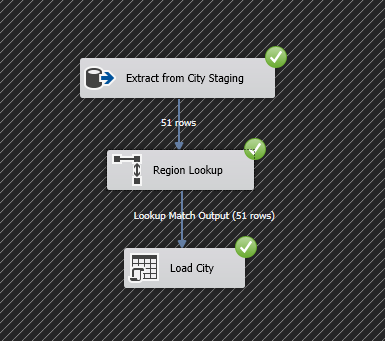 Extract from City Staging
51 rows
Region Lookup
Lookup Match Output (51 rows)
Load City